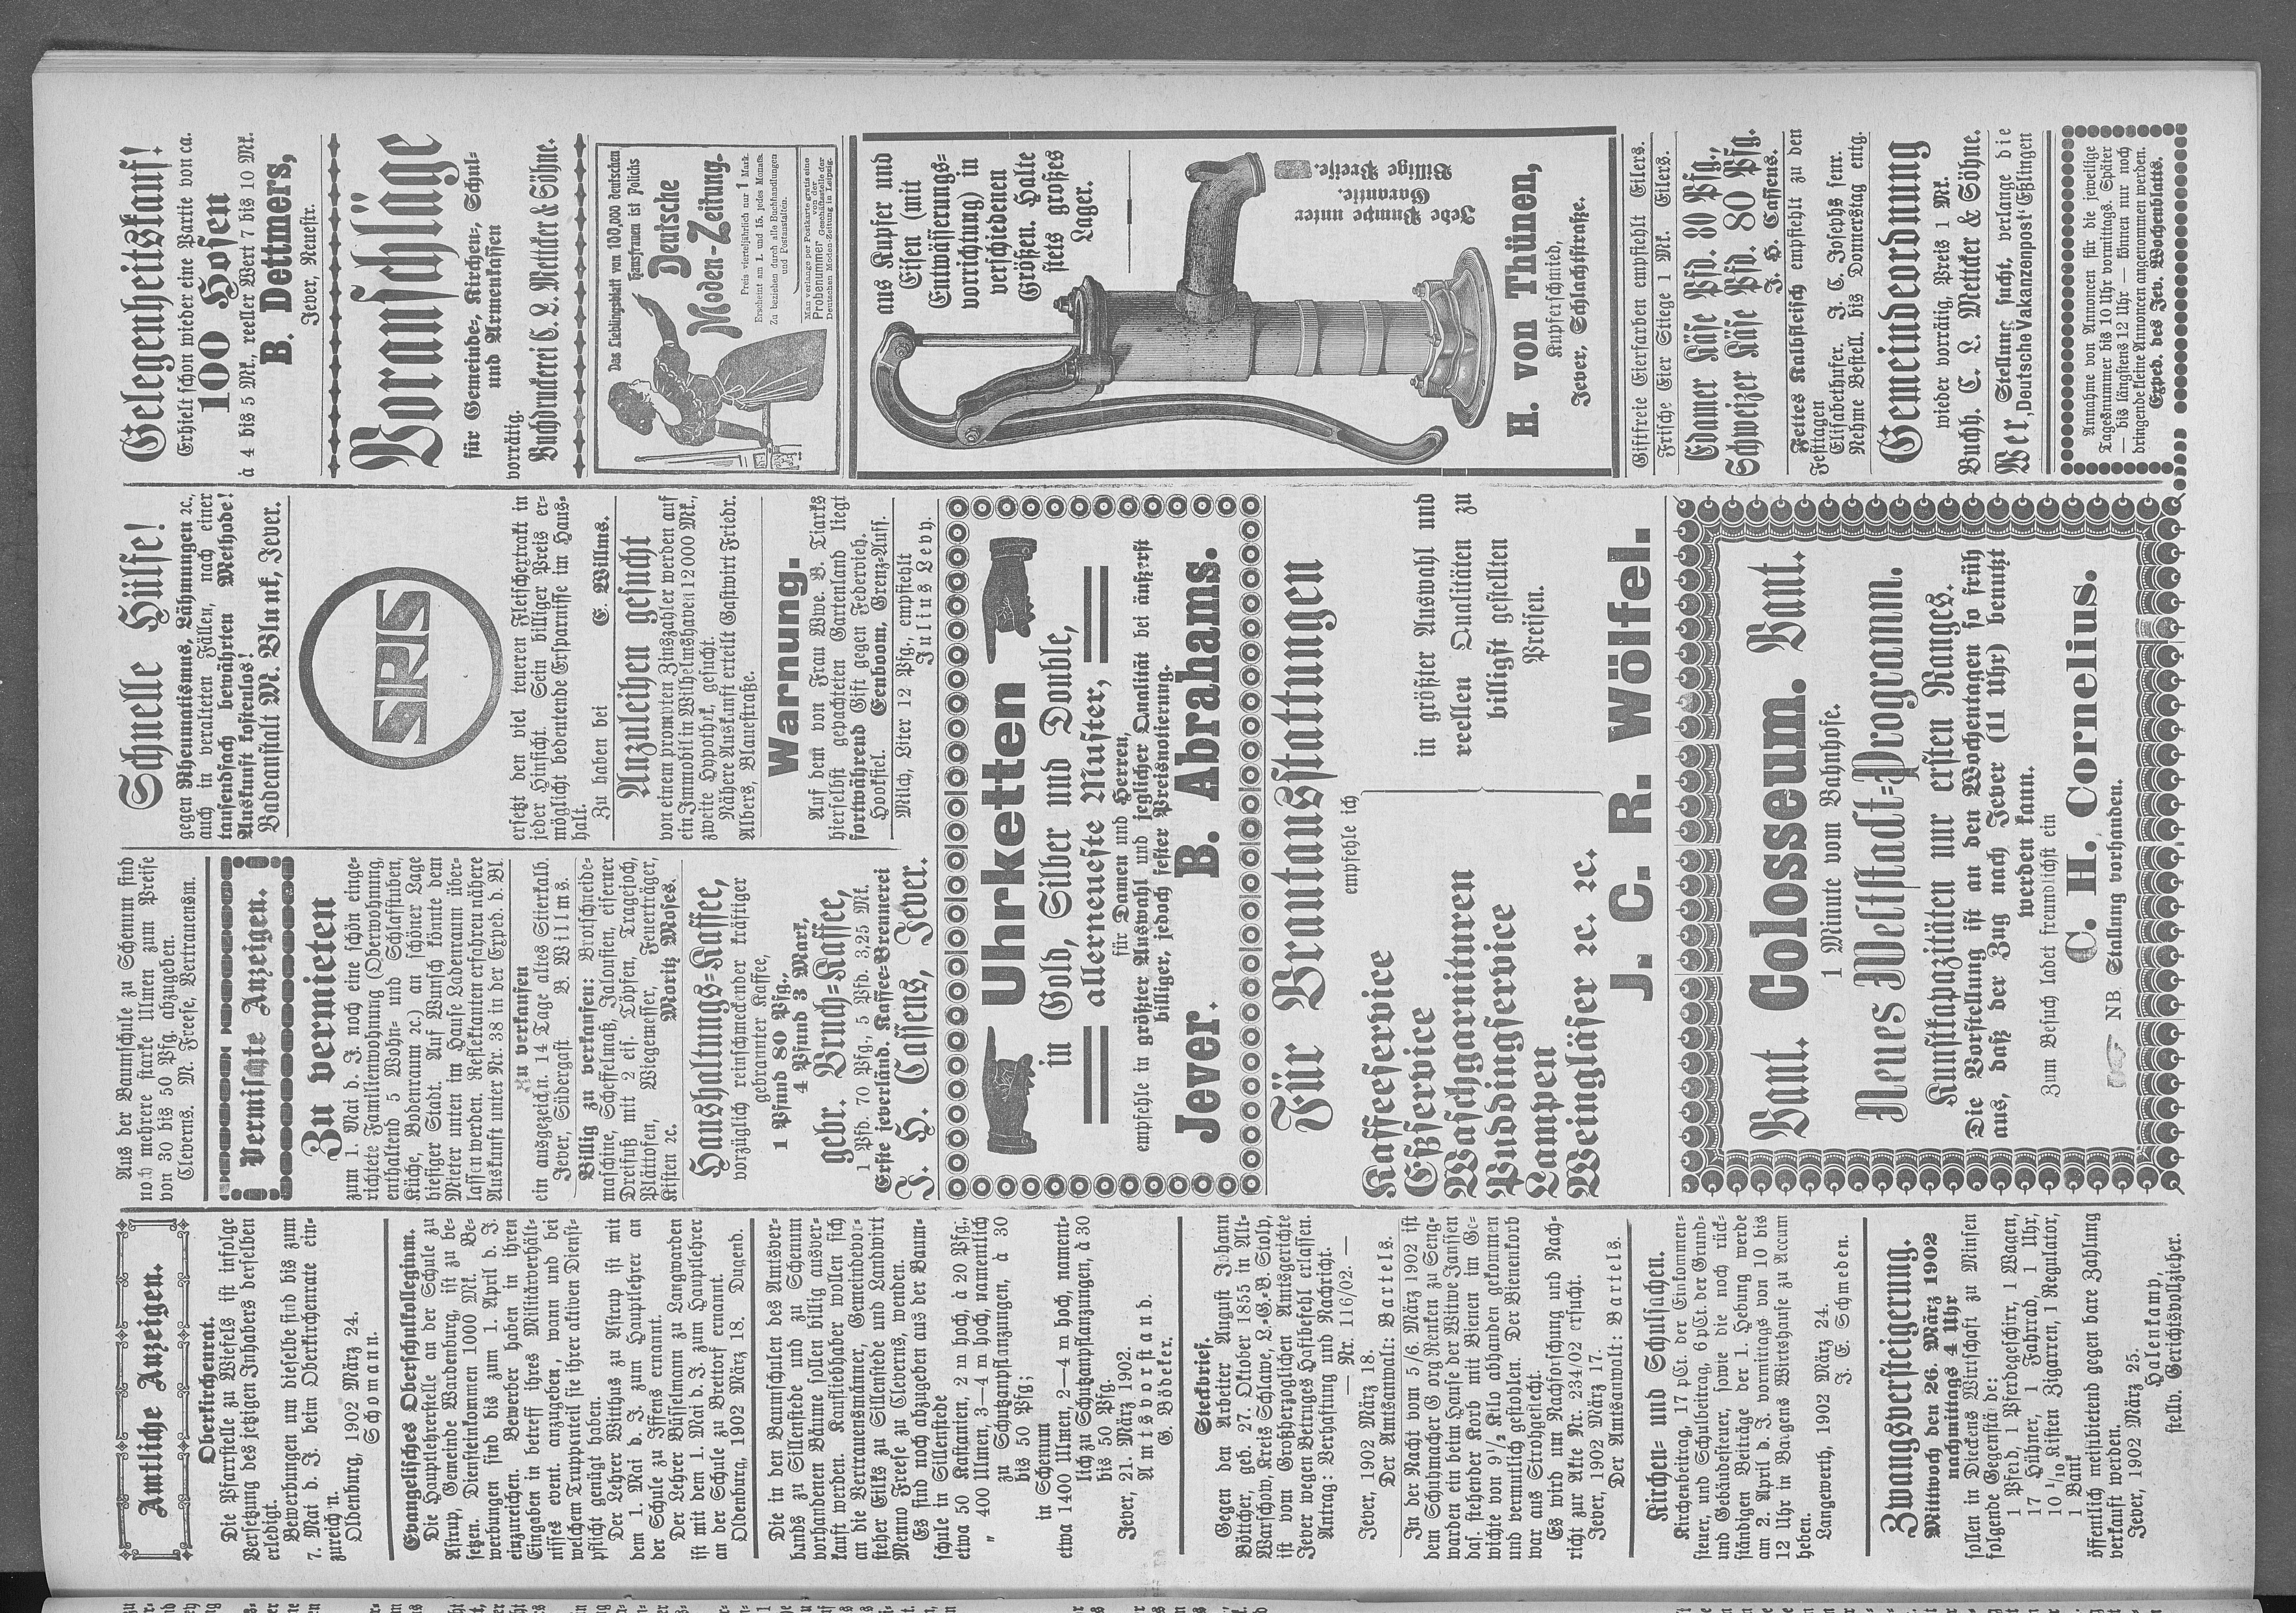 Amtliche Anzeigen.
Oberkirchenrat.
Die Pfarrstelle zu Wiefels ist infolge
Versetzung des jetzigen Inhabers derselben
erledigt.
Bewerbungen um dieselbe sind bis zum
7. Mai d. J. beim Oberkirchenrate ein-
zureichen.
Oldenburg, 1902 März 24.
Schomann.
Evangelisches Oberschulkollegium.
Die Hauptlehrerstelle an der Schule zu
Astrup, Gemeinde Wardenburg, ist zu be-
setzen. Diensteinkommen 1000 Mk. Be-
werbungen sind bis zum 1. April d. J.
einzureichen. Bewerber haben in ihren
Eingaben in betreff ihres Militärverhält-
nisses event. anzugeben, wann und bei
welchem Truppenteil sie ihrer aktiven Dienst-
pflicht genügt haben.
Der Lehrer Witthus zu Astrup ist mit
dem 1. Mai d. J. zum Hauptlehrer an
der Schule zu Iffens ernannt.
Der Lehrer Büsselmann zu Langwarden
ist mit dem 1. Mai d. J. zum Hauptlehrer
an der Schule zu Brettorf ernannt.
Oldenburg, 1902 März 18. Dugend.
Die in den Baumschulen des Amtsver-
bands zu Sillenstede und zu Schenum
vorhandenen Bäume sollen billig ausver-
kauft werden. Kaufliebhaber wollen sich
an die Vertrauensmänner, Gemeindevor-
steher Eilks zu Sillenstede und Landwirt
Menno Freese zu Cleverns, wenden.
Es sind noch abzugeben aus der Baum-
schule in Sillenstede
etwa 50 Kastanien, 2 m hoch, à 20 Pfg.,
„ 400 Ulmen, 3—4 m hoch, namentlich
zu Schutzanpflanzungen, à 30
bis 50 Pfg;
in Schenum
etwa 1400 Ulmen, 2—4 m hoch, nament-
lich zu Schutzanpflanzungen, à 30
bis 50 Pfg.
Jever, 21. März 1902.
Amtsvorstand.
G. Böbeker.
Steckbrief.
Gegen den Arbeiter August Johann
Böttcher, geb. 27. Oktober 1855 in Alt-
Warschow, Kreis Schlawe, L.-G.-B. Stolp,
ist vom Großherzoglichen Amtsgerichte
Jever wegen Betruges Haftbefehl erlassen.
Antrag: Verhaftung und Nachricht.
— Nr. 116/02. —
Jever, 1902 März 18.
Der Amtsanwalt: Bartels.
In der Nacht vom 5/6. März 1902 ist
dem Schuhmacher Georg Renken zu Seng-
warden ein beim Hause der Witwe Janssen
das. stehender Korb mit Bienen im Ge-
wichte von 9½ Kilo abhanden gekommen
und vermutlich gestohlen. Der Bienenkorb
war aus Stroh geflecht.
Es wird um Nachforschung und Nach-
richt zur Akte Nr. 234/02 ersucht.
Jever, 1902 März 17.
Der Amtsanwalt: Bartels.
Kirchen- und Schulsachen.
Kirchenbeitrag, 17 pCt. der Einkommen-
steuer, und Schulbeitrag, 6 pCt. der Grund-
und Gebäudesteuer, sowie die noch rück-
ständigen Beiträge der 1. Hebung werde
am 2. April d. J. vormittags von 10 bis
12 Uhr in Bargens Wirtshause zu Accum
heben.
Langewerth, 1902 März 24.
J. E. Schmeden.
Zwangsversteigerung.
Mittwoch den 26. März 1902
nachmittags 4 Uhr
sollen in Diedens Wirtschaft zu Minsen
folgende Gegenstände:
1 Pferd, 1 Pferdegeschirr, 1 Wagen,
17 Hühner, 1 Fahrrad, 1 Uhr,
10 1/10 Kisten Zigarren, 1 Regulator,
1 Bank
öffentlich meistbietend gegen bare Zahlung
verkauft werden.
Jever, 1902 März 25.
Halenkamp,
stellv. Gerichtsvollzieher.
Aus der Baumschule zu Schenum sind
noch mehrere starke Ulmen zum Preise
von 30 bis 50 Pfg. abzugeben.
Cleverns. M. Freese, Vertrauensm.
Vermischte Anzeigen.
Zu vermieten
zum 1. Mai d. J. noch eine schön einge-
richtete Familienwohnung (Oberwohnung,
enthaltend 5 Wohn- und Schlafstuben,
Küche, Bodenraum 2c.) an schöner Lage
hiesiger Stadt. Auf Wunsch könnte dem
Mieter unten im Hause Ladenraum über-
lassen werden. Reflektanten erfahren nähere
Auskunft unter Nr. 38 in der Exped. d. Bl.
Zu verkaufen
ein ausgezeich. 14 Tage altes Stierkalb.
Jever, Südergast. B. Willms.
Billig zu verkaufen: Brotschneide-
maschine, Scheffelmaß, Jalousien, eiserner
Dreifuß mit 2 eis. Töpfen, Tragejoch,
Plättofen, Wiegemesser, Feuerträger,
Kisten 2c. Moritz Moses.
Haushaltungs-Kaffee,
vorzüglich reinschmeckender kräftiger
gebrannter Kaffee,
1 Pfund 80 Pfg.,
4 Pfund 3 Mark,
gebr. Bruch-Kaffee,
1 Pfd. 70 Pfg., 5 Pfd. 3,25 Mk.
Erste jeverländ. Kaffee-Brennerei
J. H. Cassens, Jever.
Schnelle Hülfe!
gegen Rheumatismus, Lähmungen 2c.,
auch in veralten Fällen, nach einer
tausendfach bewährten Methode!
Auskunft kostenlos!
Badeanstalt M. Blunk, Jever.
SIRIS
ersetzt den viel teureren Fleischextrakt in
jeder Hinsicht. Sein billiger Preis er-
möglicht bedeutende Ersparnisse im Haus-
halt.
Zu haben bei C. Willms.
Anzuleihen gesucht
von einem prompten Zinszahler werden auf
ein Immobil in Wilhelmshaven 12000 Mk.,
zweite Hypothek, gesucht.
Nähere Auskunft erteilt Gastwirt Friedr.
Albers, Blauestraße.
Warnung.
Auf dem von Frau Wwe. B. Tiarks
hierselbst gepachteten Gartenland liegt
fortwährend Gift gegen Federvieh.
Hooksiel. Eenboom, Grenz-Auff.
Milch, Liter 12 Pfg., empfiehlt
Julius Levy.
Uhrketten
in Gold, Silber und Double,
allerneueste Muster,
für Damen und Herren,
empfehle in größter Auswahl und jeglicher Qualität bei äußerst
billiger, jedoch fester Preisnotierung.
Jever. B. Abrahams.
Für Brautausstattungen
empfehle ich
Kaffeeservice
Eßservice
Waschgarnituren
Puddingservice
Lampen
Weingläser 2c. 2c.
in größter Auswahl und
reellen Qualitäten zu
billigst gestellten
Preisen.
J. C. R. Wölfel.
Bant. Colosseum. Bant.
1 Minute vom Bahnhofe.
Neues Weltstadt-Programm.
Kunstkapazitäten nur ersten Ranges.
Die Vorstellung ist an den Wochentagen so früh
aus, daß der Zug nach Jever (11 Uhr) benutzt
werden kann.
Zum Besuch ladet freundlichst ein
C. H. Cornelius.
NB. Stallung vorhanden.
Gelegenheitskauf!
Erhielt schon wieder eine Partie von ca.
100 Hosen
à 4 bis 5 Mk., reeller Wert 7 bis 10 Mk.
B. Dettmers,
Jever, Neuestr.
Voranschläge
für Gemeinde-, Kirchen-, Schul-
und Armenkassen
vorrätig.
Buchdruckerei C. L. Mettcker & Söhne.
Das Lieblingsblatt von 100,000 deutschen
Hausfrauen ist Polichs
Deutsche
Moden-Zeitung.
Preis vierteljährlich nur 1 Mark.
Erscheint am 1. und 15. jedes Monats.
Zu beziehen durch alle Buchhandlungen
und Postanstalten.
Man verlange per Postkarte gratis eine
Probenummer von der
Geschäftsstelle der
Deutschen Moden-Zeitung in Leipzig.
aus Kupfer und
Eisen (mit
Entwässerungs-
vorrichtung) in
verschiedenen
Größen. Halte
stets großes
Lager.
Jede Pumpe unter
Garantie.
Billige Preise.
H. von Thünen,
Kupferschmied,
Jever, Schlachtstraße.
Giftfreie Eierfarben empfiehlt Eilers.
Frische Eier Stiege 1 Mk. Eilers.
Edamer Käse Pfd. 80 Pfg.,
Schweizer Käse Pfd. 80 Pfg.
J. H. Cassens.
Fettes Kalbfleisch empfiehlt zu den
Festtagen
Elisabethufer. J. C. Josephs senr.
Nehme Bestell. bis Donnerstag entg.
Gemeindeordnung
wieder vorrätig, Preis 1 Mk.
Buchh. C. L. Mettcker & Söhne.
Wer Stellung sucht, verlange die
„Deutsche Vakanzenpost“ Eßlingen
Annahme von Annoncen für die jeweilige
Tagesnummer bis 10 Uhr vormittags. Später
— bis längstens 12 Uhr — können nur noch
dringende kleine Annoncen angenommen werden.
Exped. des Jev. Wochenblatts.